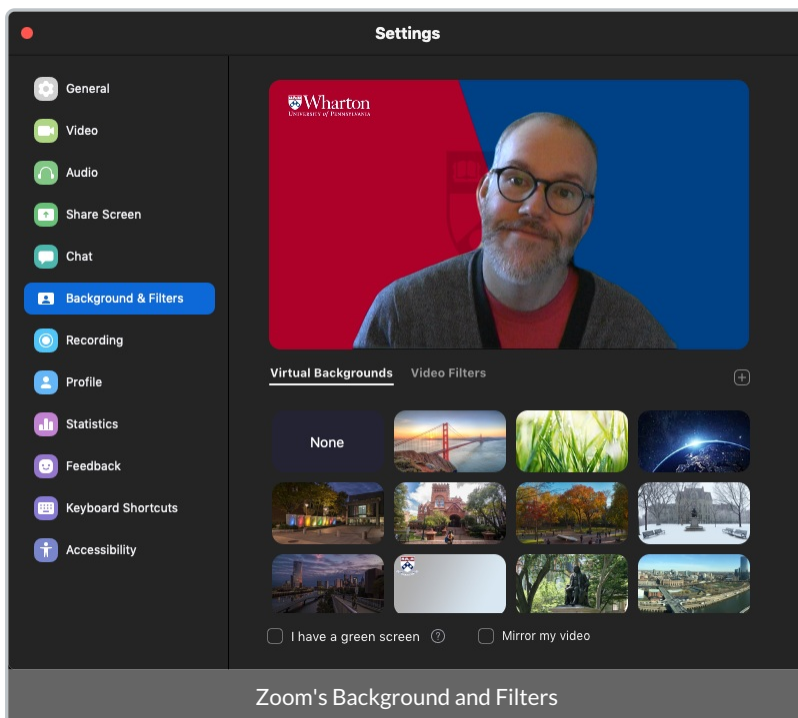 Settings
General
Video
Audio
Share Screen
Chat
Background & Filters
Recording
Profile
Statistics
Feedback
Keyboard Shortcuts
Accessibility
Wharton
UNIVERSITY of PENNSYLVANIA
Virtual Backgrounds Video Filters
None
I have a green screen ? Mirror my video
Zoom's Background and Filters